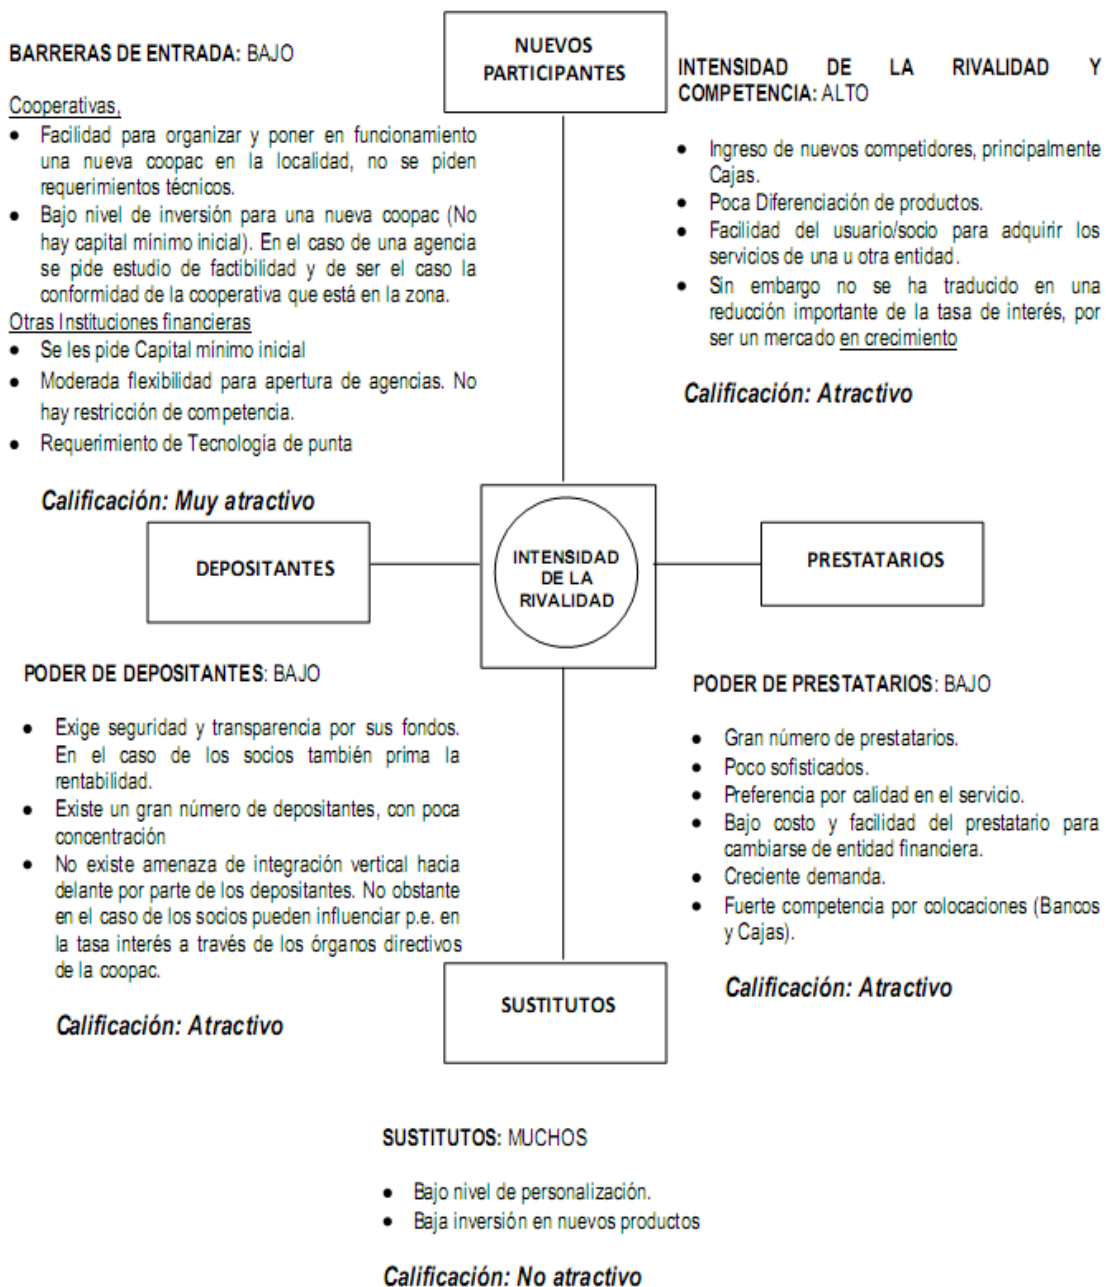 BARRERAS DE ENTRADA: BAJO
Cooperativas,
● Facilidad para organizar y poner en funcionamiento
una nueva coopac en la localidad, no se piden
requerimientos técnicos.
● Bajo nivel de inversión para una nueva coopac (No
hay capital mínimo inicial). En el caso de una agencia
se pide estudio de factibilidad y de ser el caso la
conformidad de la cooperativa que está en la zona.
Otras Instituciones financieras
● Se les pide Capital mínimo inicial
● Moderada flexibilidad para apertura de agencias. No
hay restricción de competencia.
● Requerimiento de Tecnología de punta
Calificación: Muy atractivo
NUEVOS
PARTICIPANTES
INTENSIDAD DE LA RIVALIDAD Y
COMPETENCIA: ALTO
● Ingreso de nuevos competidores, principalmente
Cajas.
● Poca Diferenciación de productos.
● Facilidad del usuario/socio para adquirir los
servicios de una u otra entidad.
● Sin embargo no se ha traducido en una
reducción importante de la tasa de interés, por
ser un mercado en crecimiento
Calificación: Atractivo
DEPOSITANTES
INTENSIDAD
DE LA
RIVALIDAD
PRESTATARIOS
PODER DE DEPOSITANTES: BAJO
● Exige seguridad y transparencia por sus fondos.
En el caso de los socios también prima la
rentabilidad.
● Existe un gran número de depositantes, con poca
concentración
● No existe amenaza de integración vertical hacia
delante por parte de los depositantes. No obstante
en el caso de los socios pueden influenciar p.e. en
la tasa interés a través de los órganos directivos
de la coopac.
Calificación: Atractivo
PODER DE PRESTATARIOS: BAJO
● Gran número de prestatarios.
● Poco sofisticados.
● Preferencia por calidad en el servicio.
● Bajo costo y facilidad del prestatario para
cambiarse de entidad financiera.
● Creciente demanda.
● Fuerte competencia por colocaciones (Bancos
y Cajas).
Calificación: Atractivo
SUSTITUTOS
SUSTITUTOS: MUCHOS
● Bajo nivel de personalización.
● Baja inversión en nuevos productos
Calificación: No atractivo